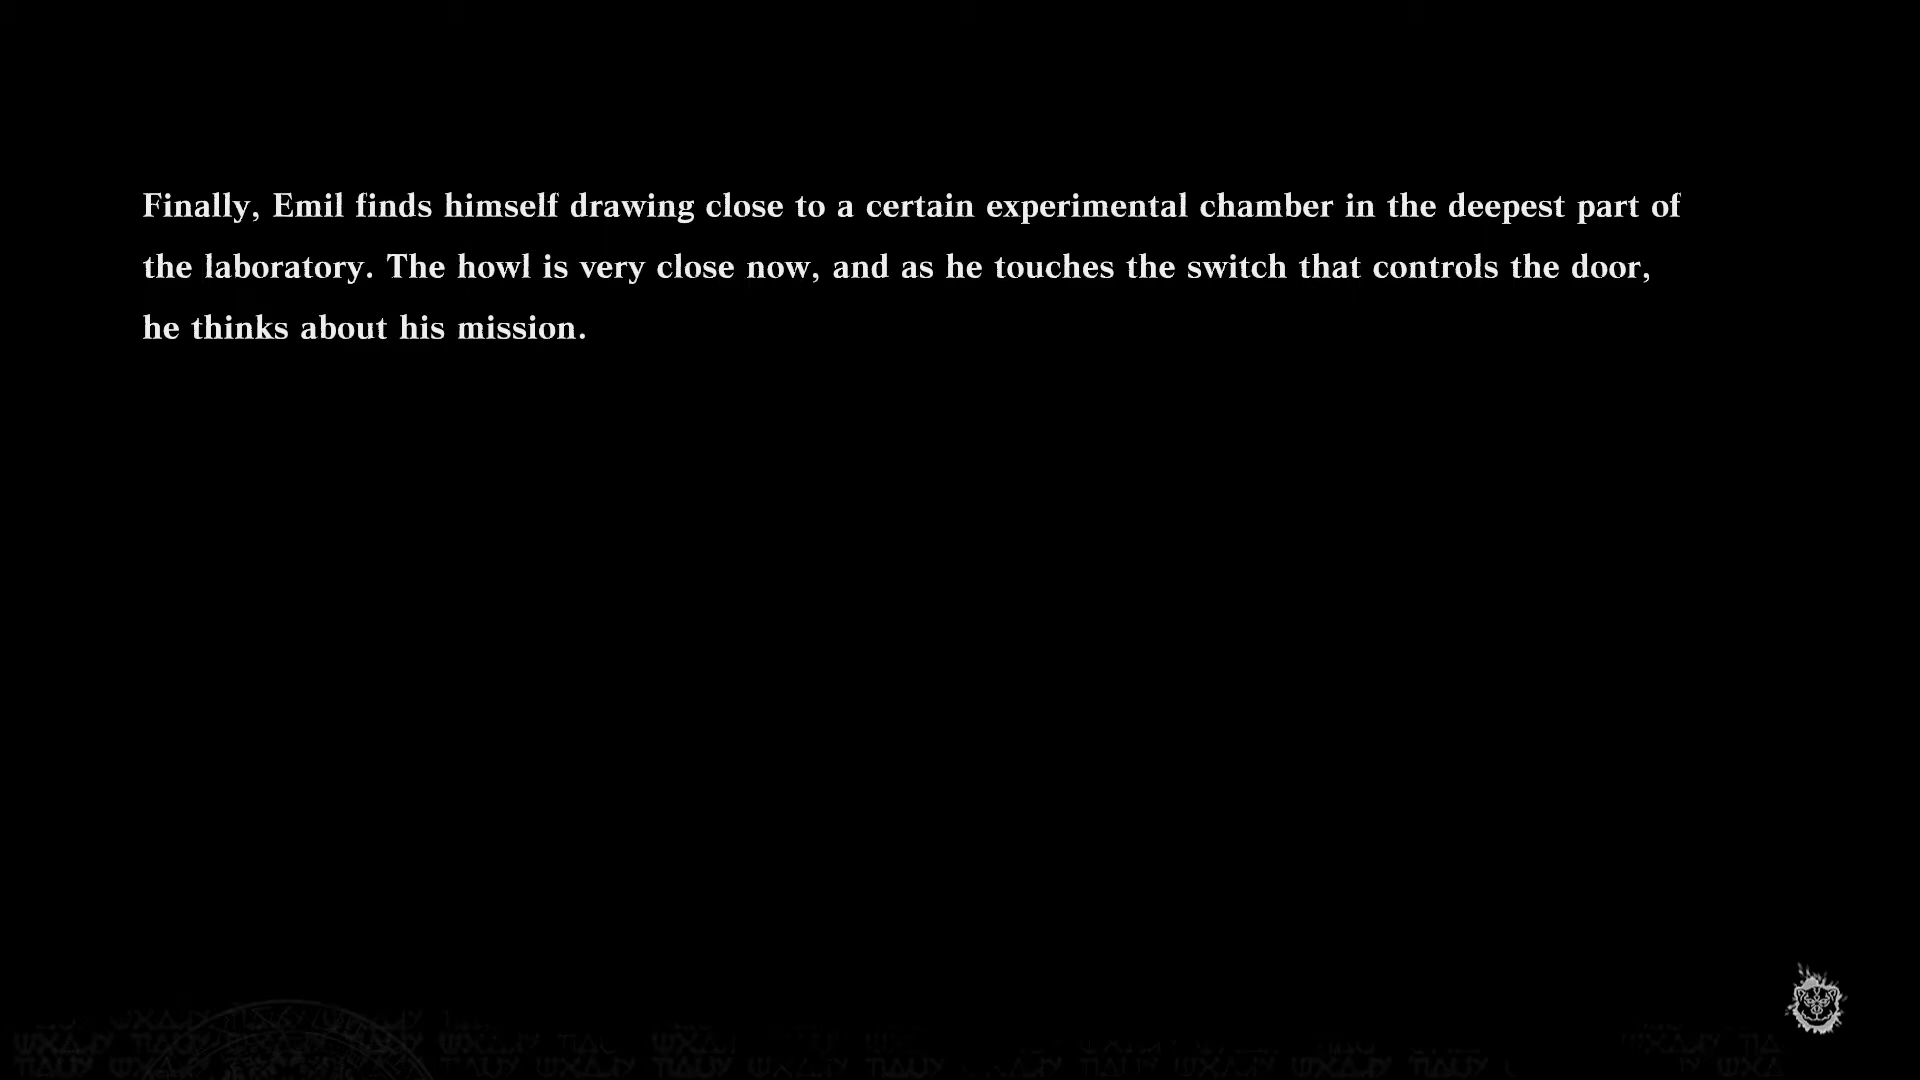 Finally, Emil finds himself drawing close to a certain experimental chamber in the deepest part of
the laboratory. The howl is very close now, and as he touches the switch that controls the door,
he thinks about his mission.